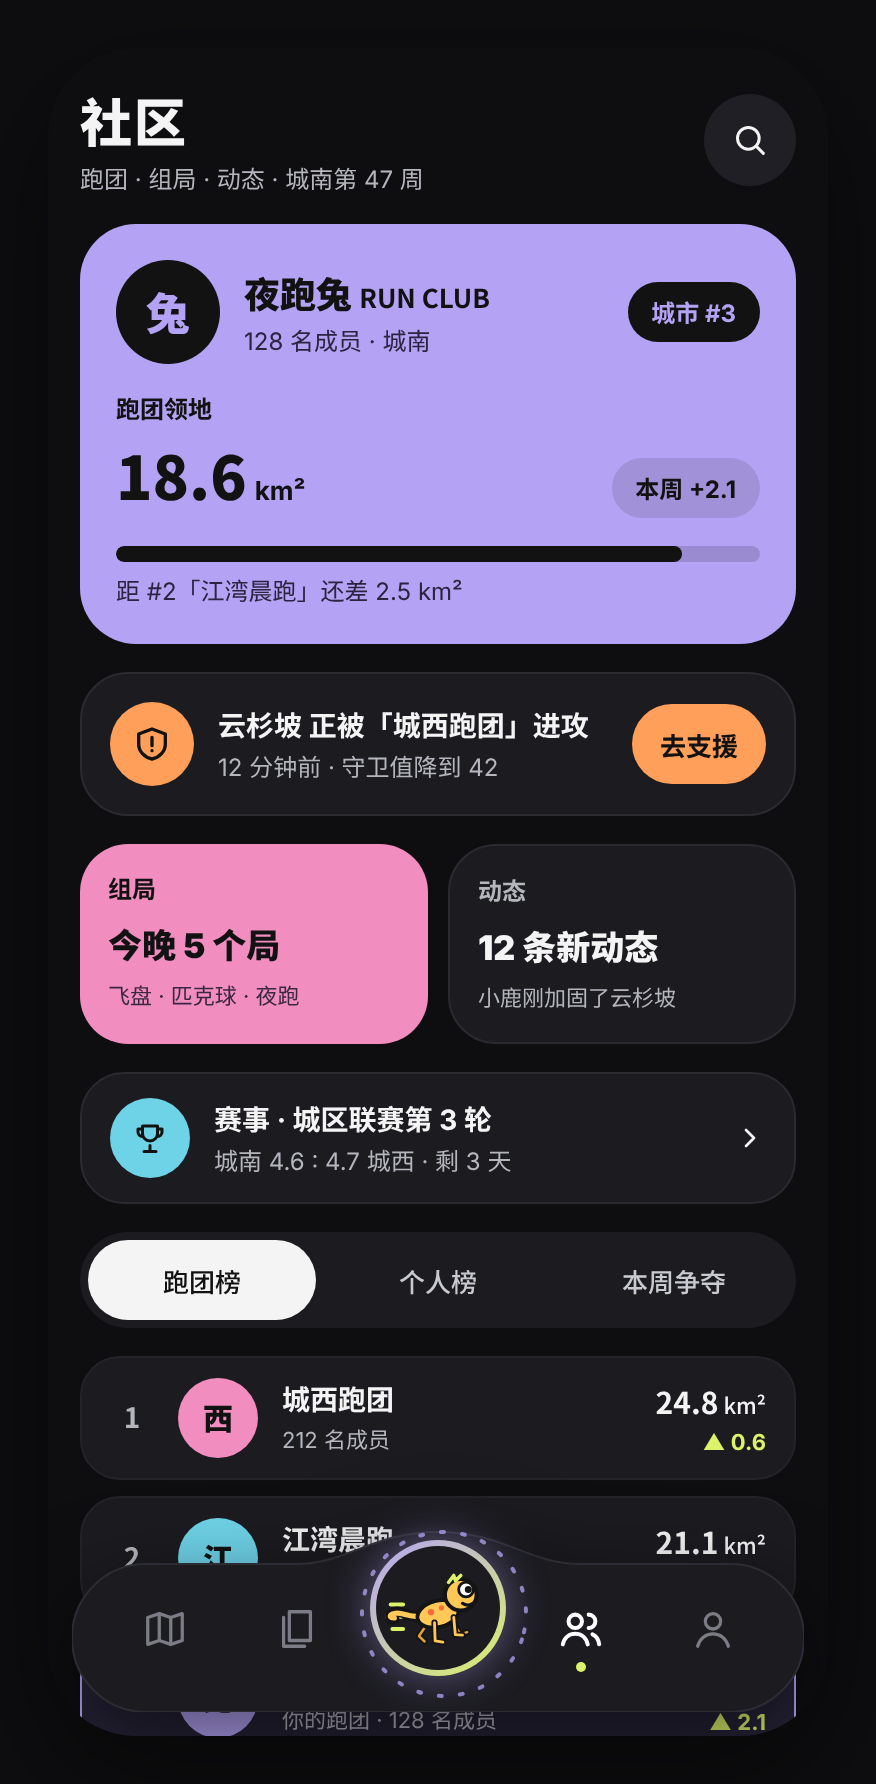 社区
跑团 · 组局 · 动态 · 城南第 47 周
兔
夜跑兔 RUN CLUB
128 名成员 · 城南
城市 #3
跑团领地
18.6 km²
本周 +2.1
距 #2「江湾晨跑」还差 2.5 km²
云杉坡 正被「城西跑团」进攻
12 分钟前 · 守卫值降到 42
去支援
组局
今晚 5 个局
飞盘 · 匹克球 · 夜跑
动态
12 条新动态
小鹿刚加固了云杉坡
赛事 · 城区联赛第 3 轮
城南 4.6 : 4.7 城西 · 剩 3 天
跑团榜
个人榜
本周争夺
1
西
城西跑团
212 名成员
24.8 km²
▲ 0.6
2
江
江湾晨跑
21.1 km²
你的跑团 · 128 名成员
▲ 2.1